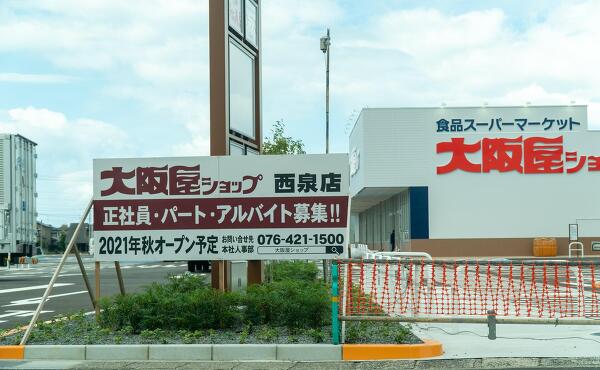 食品スーパーマーケット
大阪屋ショ
大阪屋ショップ 西泉店
正社員・パート・アルバイト募集!!
2021年秋オープン予定 お問い合せ先 本社人事部 076-421-1500
大阪屋ショップ